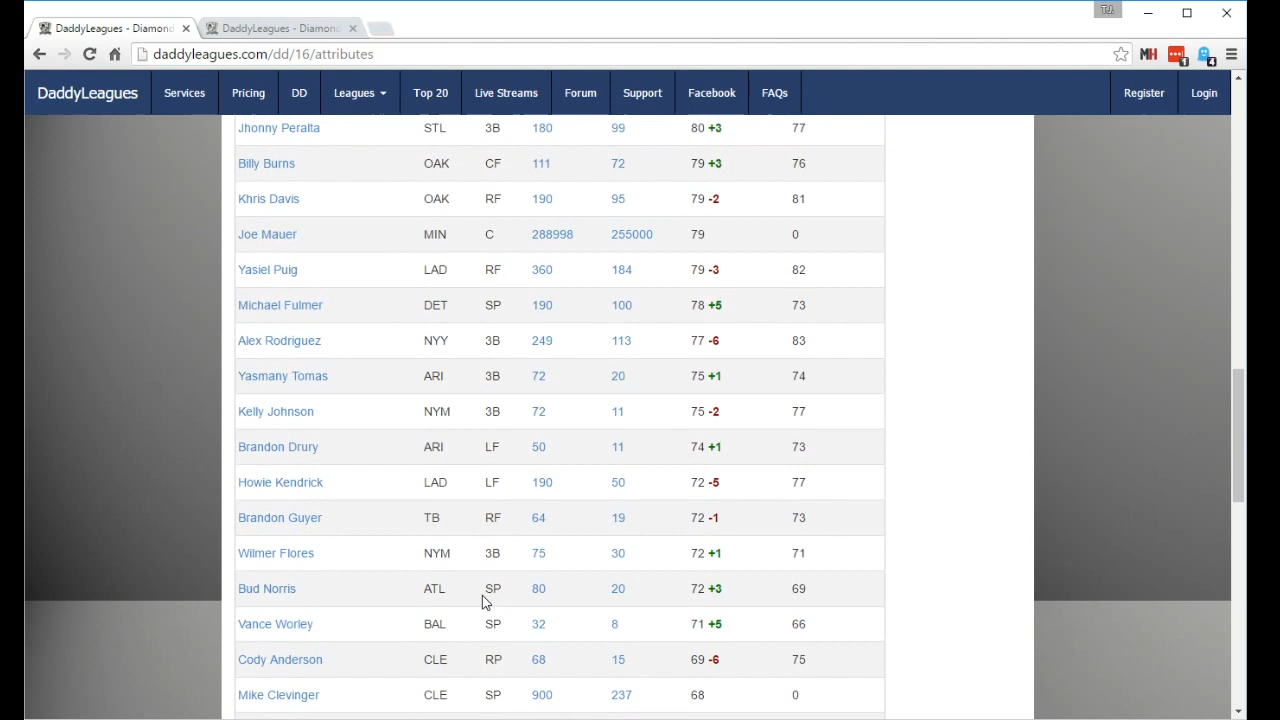 TJ.
DaddyLeagues - Diamond
DaddyLeagues - Diamond
daddyleagues.com/dd/16/attributes
MH 1 4
DaddyLeagues Services Pricing DD Leagues Top 20 Live Streams Forum Support Facebook FAQs Register Login
Jhonny Peralta STL 3B 180 99 80 +3 77
Billy Burns OAK CF 111 72 79 +3 76
Khris Davis OAK RF 190 95 79 -2 81
Joe Mauer MIN C 288998 255000 79 0
Yasiel Puig LAD RF 360 184 79 -3 82
Michael Fulmer DET SP 190 100 78 +5 73
Alex Rodriguez NYY 3B 249 113 77 -6 83
Yasmany Tomas ARI 3B 72 20 75 +1 74
Kelly Johnson NYM 3B 72 11 75 -2 77
Brandon Drury ARI LF 50 11 74 +1 73
Howie Kendrick LAD LF 190 50 72 -5 77
Brandon Guyer TB RF 64 19 72 -1 73
Wilmer Flores NYM 3B 75 30 72 +1 71
Bud Norris ATL SP 80 20 72 +3 69
Vance Worley BAL SP 32 8 71 +5 66
Cody Anderson CLE RP 68 15 69 -6 75
Mike Clevinger CLE SP 900 237 68 0